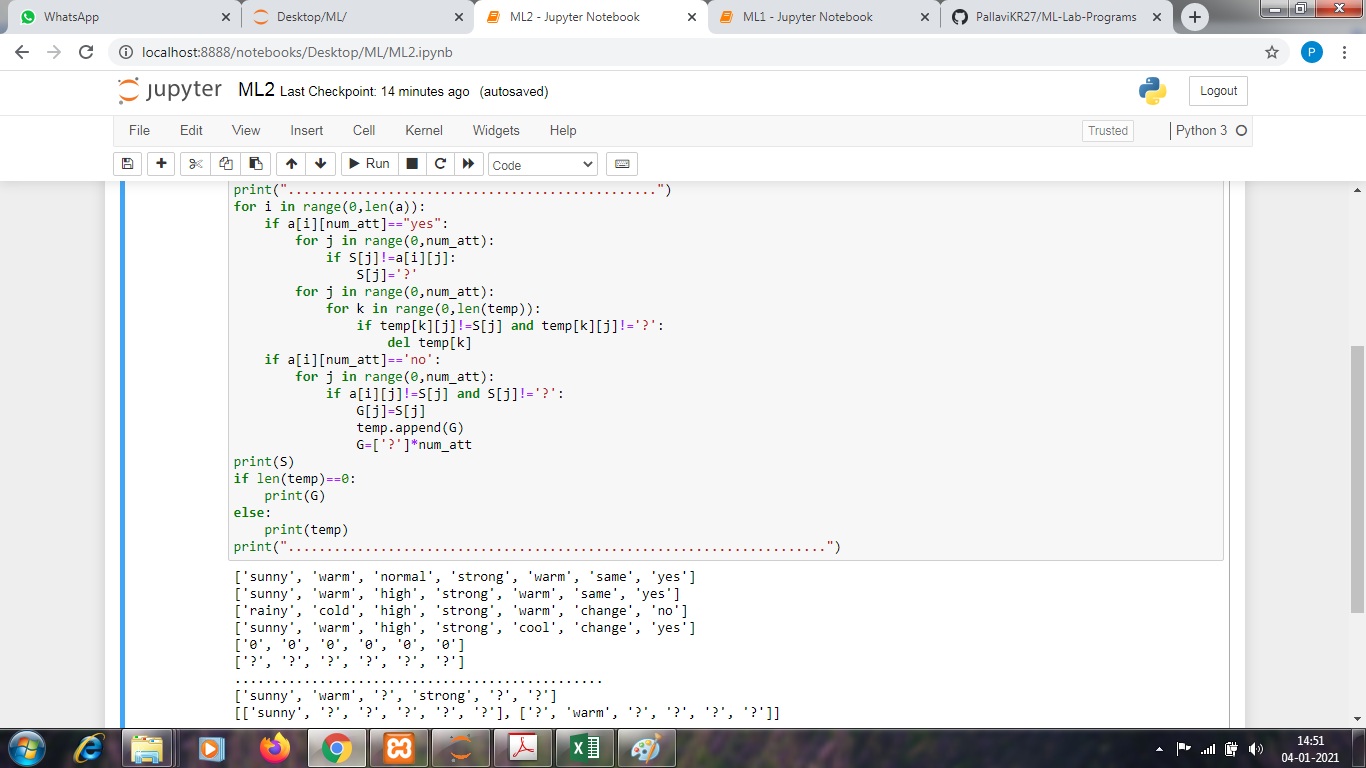 WhatsApp
Desktop/ML/
ML2 - Jupyter Notebook
ML1 - Jupyter Notebook
PallaviKR27/ML-Lab-Programs
localhost:8888/notebooks/Desktop/ML/ML2.ipynb
P
jupyter ML2 Last Checkpoint: 14 minutes ago (autosaved)
Logout
File Edit View Insert Cell Kernel Widgets Help
Trusted Python 3
Run Code
print("................................................")
for i in range(0,len(a)):
    if a[i][num_att]=="yes":
        for j in range(0,num_att):
            if S[j]!=a[i][j]:
                S[j]='?'
        for j in range(0,num_att):
            for k in range(0,len(temp)):
                if temp[k][j]!=S[j] and temp[k][j]!='?':
                    del temp[k]
    if a[i][num_att]=='no':
        for j in range(0,num_att):
            if a[i][j]!=S[j] and S[j]!='?':
                G[j]=S[j]
                temp.append(G)
                G=['?']*num_att
print(S)
if len(temp)==0:
    print(G)
else:
    print(temp)
print("......................................................................")
['sunny', 'warm', 'normal', 'strong', 'warm', 'same', 'yes']
['sunny', 'warm', 'high', 'strong', 'warm', 'same', 'yes']
['rainy', 'cold', 'high', 'strong', 'warm', 'change', 'no']
['sunny', 'warm', 'high', 'strong', 'cool', 'change', 'yes']
['0', '0', '0', '0', '0', '0']
['?', '?', '?', '?', '?', '?']
................................................
['sunny', 'warm', '?', 'strong', '?', '?']
[['sunny', '?', '?', '?', '?', '?'], ['?', 'warm', '?', '?', '?', '?']]
14:51
04-01-2021